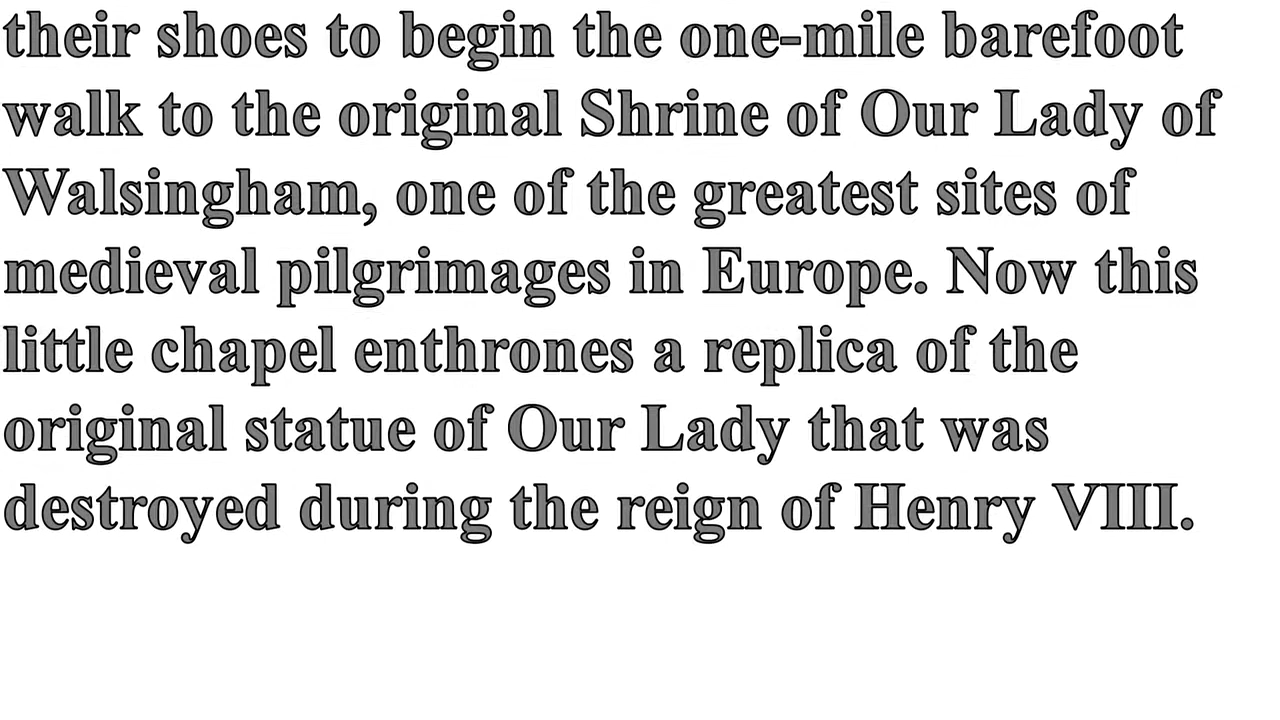 their shoes to begin the one-mile barefoot
walk to the original Shrine of Our Lady of
Walsingham, one of the greatest sites of
medieval pilgrimages in Europe. Now this
little chapel enthrones a replica of the
original statue of Our Lady that was
destroyed during the reign of Henry VIII.